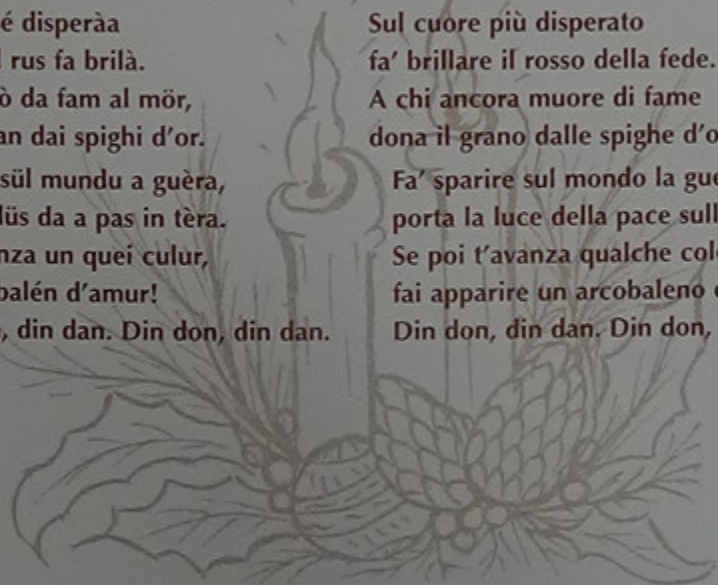 é disperàa
rus fa brilà.
ò da fam al mör,
an dai spighi d'or.
sül mundu a guèra,
lüs da a pas in tèra.
nza un quei culur,
balén d'amur!
, din dan. Din don, din dan.
Sul cuore più disperato
fa' brillare il rosso della fede.
A chi ancora muore di fame
dona il grano dalle spighe d'o
Fa' sparire sul mondo la gue
porta la luce della pace sull
Se poi t'avanza qualche col
fai apparire un arcobaleno
Din don, din dan. Din don,